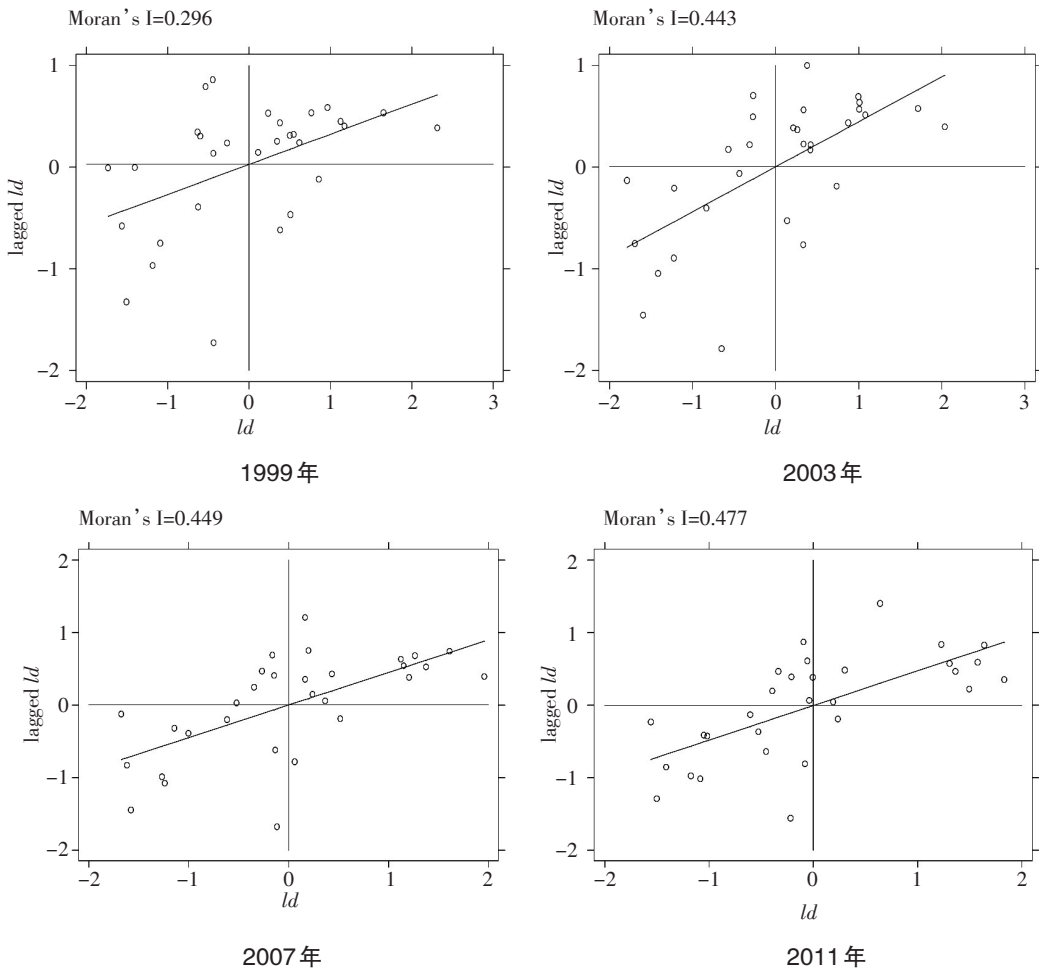 Moran's I=0.296
1
0
−1
−2
lagged ld
−2 −1 0 1 2 3
ld
1999年
Moran's I=0.443
1
0
−1
−2
lagged ld
−2 −1 0 1 2 3
ld
2003年
Moran's I=0.449
2
1
0
−1
−2
lagged ld
−2 −1 0 1 2
ld
2007年
Moran's I=0.477
2
1
0
−1
−2
lagged ld
−2 −1 0 1 2
ld
2011年